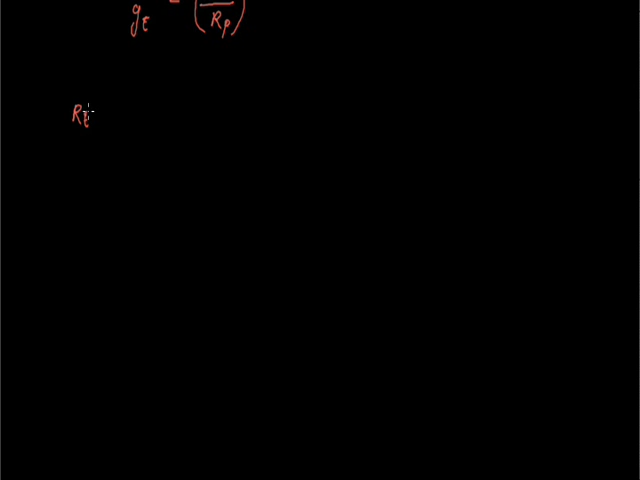 g_E = (—/R_P)
R_E